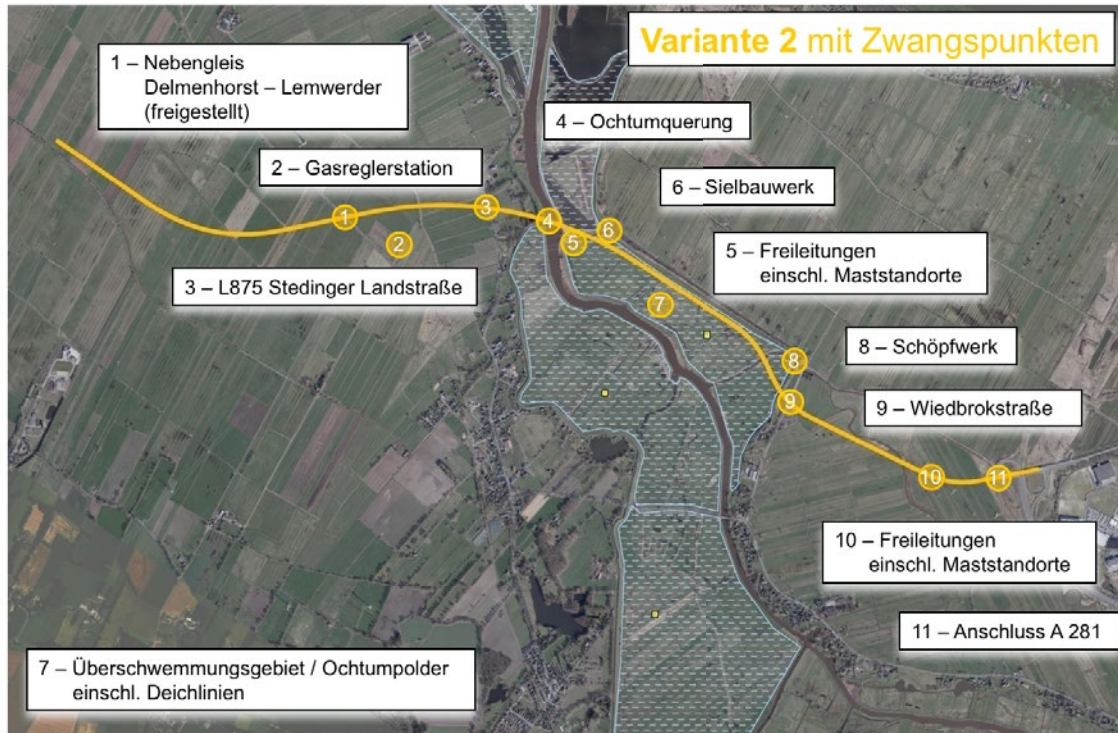 Variante 2 mit Zwangspunkten
1 – Nebengleis
Delmenhorst – Lemwerder
(freigestellt)
4 – Ochtumquerung
2 – Gasreglerstation
6 – Sielbauwerk
3
1
4
6
2
5
5 – Freileitungen
einschl. Maststandorte
3 – L875 Stedinger Landstraße
7
8
8 – Schöpfwerk
9
9 – Wiedbrokstraße
10
11
10 – Freileitungen
einschl. Maststandorte
11 – Anschluss A 281
7 – Überschwemmungsgebiet / Ochtumpolder
einschl. Deichlinien